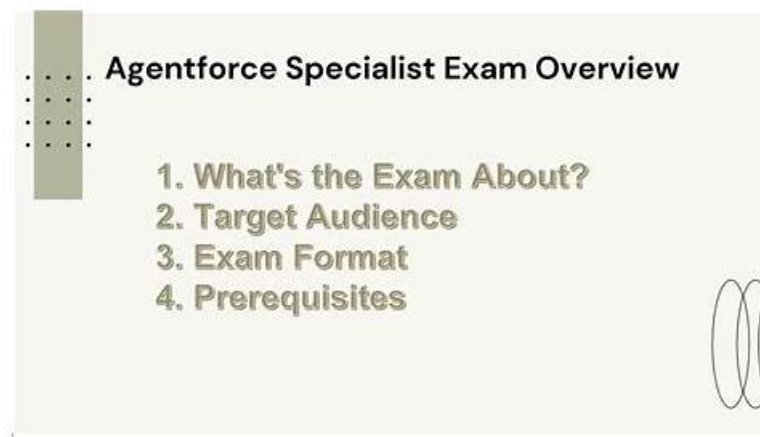 Agentforce Specialist Exam Overview
1. What's the Exam About?
2. Target Audience
3. Exam Format
4. Prerequisites